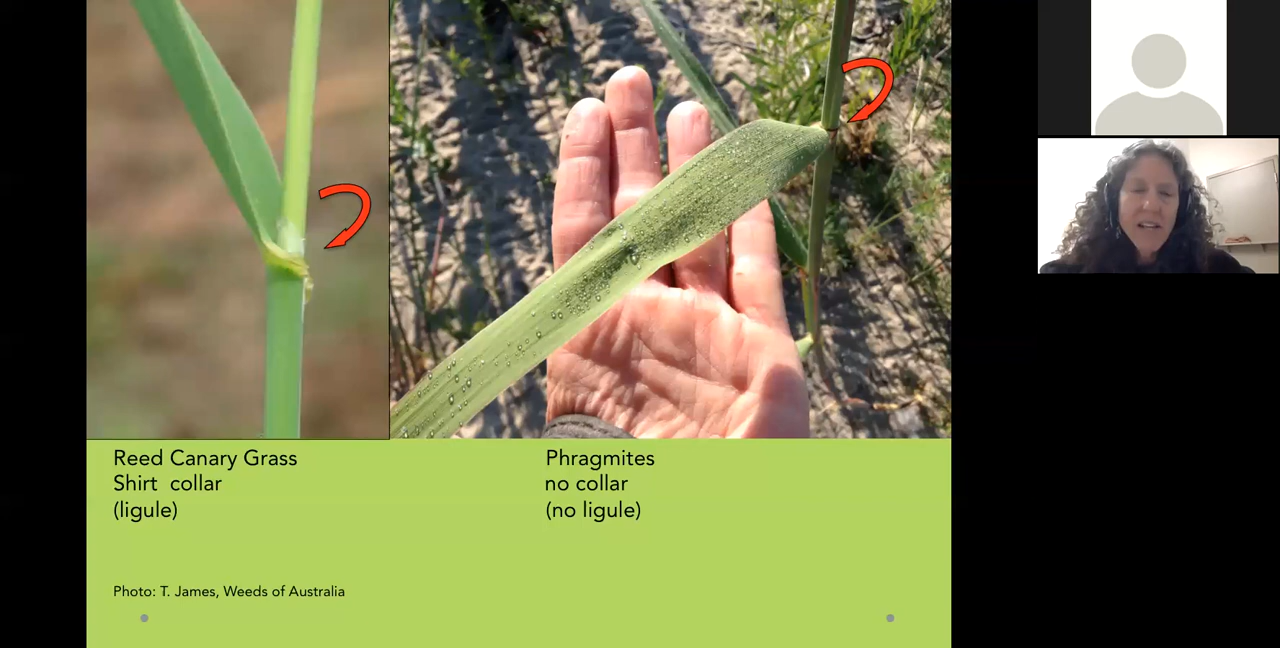 Reed Canary Grass
Shirt collar
(ligule)
Phragmites
no collar
(no ligule)
Photo: T. James, Weeds of Australia